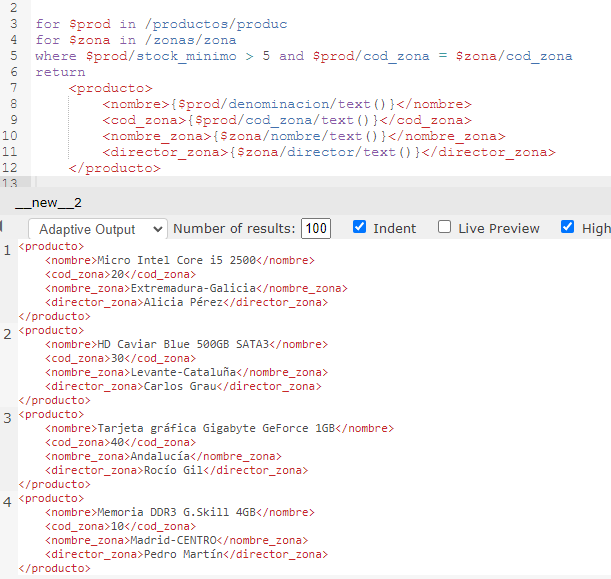 2
3 for $prod in /productos/produc
4 for $zona in /zonas/zona
5 where $prod/stock_minimo > 5 and $prod/cod_zona = $zona/cod_zona
6 return
7 <producto>
8 <nombre>{$prod/denominacion/text()}</nombre>
9 <cod_zona>{$prod/cod_zona/text()}</cod_zona>
10 <nombre_zona>{$zona/nombre/text()}</nombre_zona>
11 <director_zona>{$zona/director/text()}</director_zona>
12 </producto>
13
__new__2
Adaptive Output Number of results: 100 Indent Live Preview High
1 <producto>
<nombre>Micro Intel Core i5 2500</nombre>
<cod_zona>20</cod_zona>
<nombre_zona>Extremadura-Galicia</nombre_zona>
<director_zona>Alicia Pérez</director_zona>
</producto>
2 <producto>
<nombre>HD Caviar Blue 500GB SATA3</nombre>
<cod_zona>30</cod_zona>
<nombre_zona>Levante-Cataluña</nombre_zona>
<director_zona>Carlos Grau</director_zona>
</producto>
3 <producto>
<nombre>Tarjeta gráfica Gigabyte GeForce 1GB</nombre>
<cod_zona>40</cod_zona>
<nombre_zona>Andalucía</nombre_zona>
<director_zona>Rocío Gil</director_zona>
</producto>
4 <producto>
<nombre>Memoria DDR3 G.Skill 4GB</nombre>
<cod_zona>10</cod_zona>
<nombre_zona>Madrid-CENTRO</nombre_zona>
<director_zona>Pedro Martín</director_zona>
</producto>